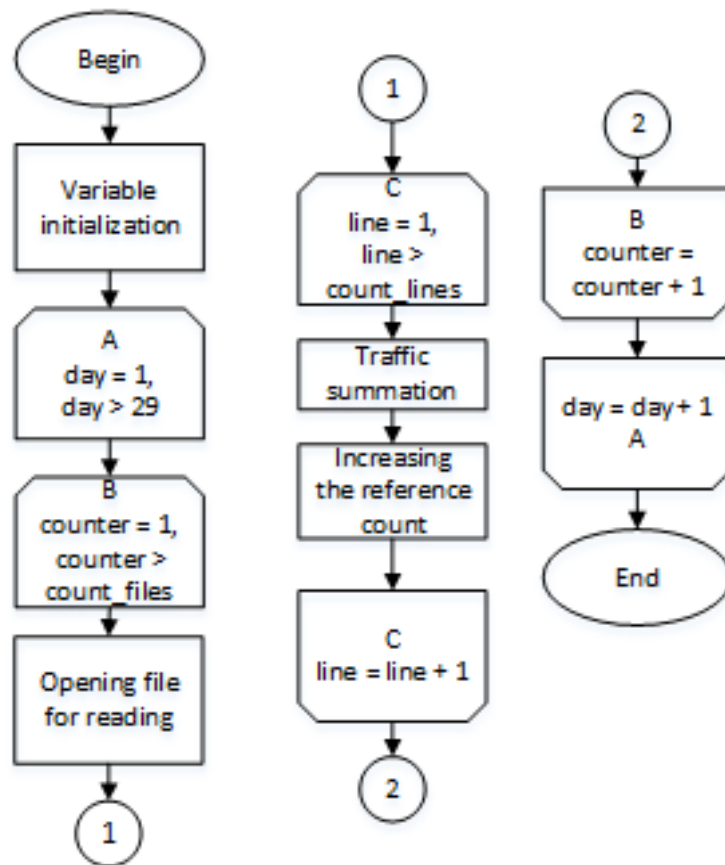 Begin
Variable
initialization
A
day = 1,
day > 29
B
counter = 1,
counter >
count_files
Opening file
for reading
1
1
C
line = 1,
line >
count_lines
Traffic
summation
Increasing
the reference
count
C
line = line + 1
2
2
B
counter =
counter + 1
day = day + 1
A
End